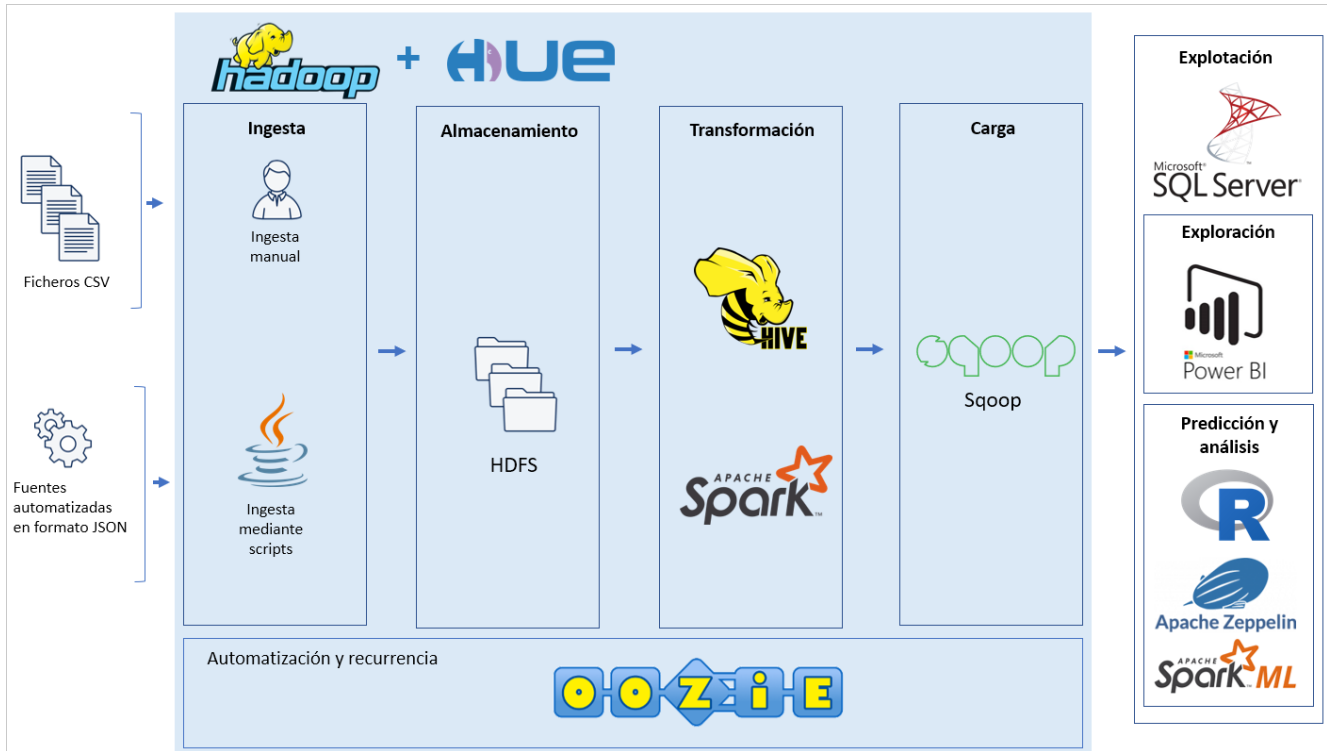 hadoop
+
HUE
Ficheros CSV
Fuentes
automatizadas
en formato JSON
Ingesta
Ingesta
manual
Ingesta
mediante
scripts
Almacenamiento
HDFS
Transformación
HIVE
APACHE
Spark™
Carga
sqoop
Sqoop
Automatización y recurrencia
OOZiE
Explotación
Microsoft®
SQL Server®
Exploración
Microsoft
Power BI
Predicción y
análisis
R
Apache Zeppelin
APACHE
Spark™ ML